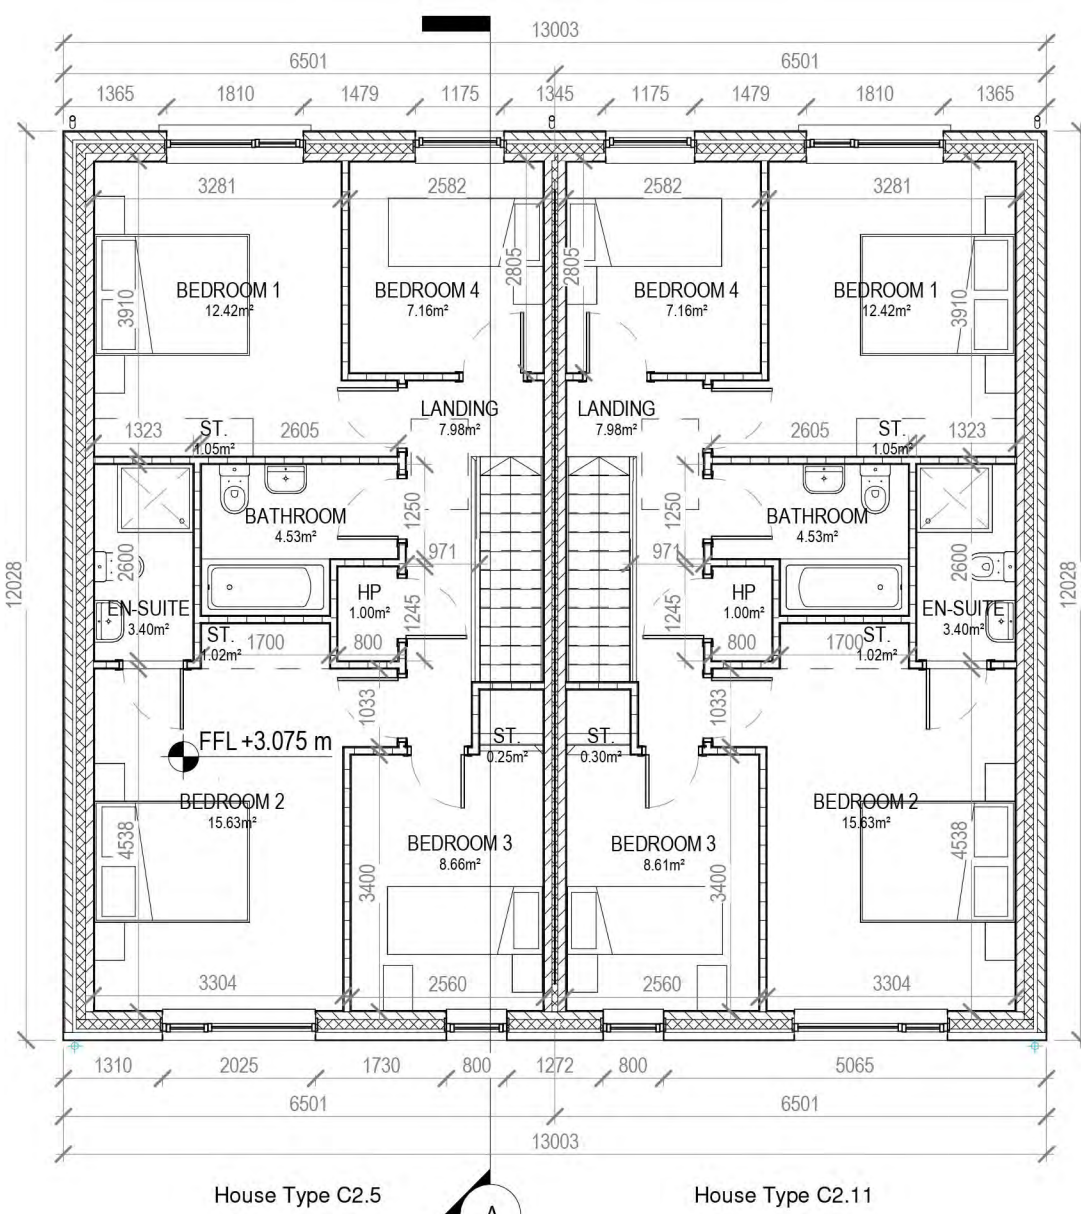 13003
6501 6501
1365 1810 1479 1175 1345 1175 1479 1810 1365
3281 2582 2582 3281
2805 2805
BEDROOM 1 BEDROOM 4 BEDROOM 4 BEDROOM 1
12.42m² 7.16m² 7.16m² 12.42m²
3910 3910
LANDING LANDING
7.98m² 7.98m²
1323 ST. 2605 2605 ST. 1323
1.05m² 1.05m²
1250 1250
BATHROOM BATHROOM
4.53m² 4.53m²
2600 971 971 2600
12028 12028
HP HP
1.00m² 1.00m²
1245 1245
EN-SUITE EN-SUITE
3.40m² 3.40m²
ST. 1700 800 800 1700 ST.
1.02m² 1.02m²
1033 1033
FFL +3.075 m
ST. ST.
0.25m² 0.30m²
BEDROOM 2 BEDROOM 2
15.63m² 15.63m²
4538 4538
BEDROOM 3 BEDROOM 3
8.66m² 8.61m²
3400 3400
3304 2560 2560 3304
1310 2025 1730 800 1272 800 5065
6501 6501
13003
House Type C2.5 House Type C2.11
A